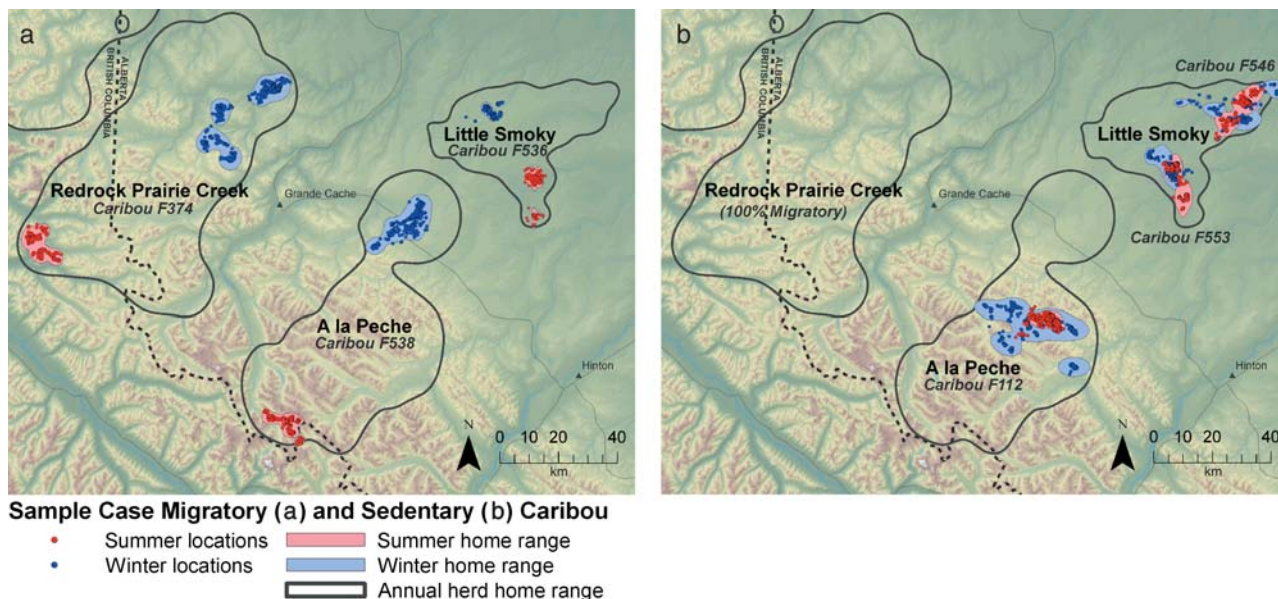 a
ALBERTA
BRITISH COLUMBIA
Little Smoky
Caribou F536
Redrock Prairie Creek
Caribou F374
Grande Cache
A la Peche
Caribou F538
Hinton
N
0 10 20 40
km
b
ALBERTA
BRITISH COLUMBIA
Caribou F546
Little Smoky
Redrock Prairie Creek
(100% Migratory)
Grande Cache
Caribou F553
A la Peche
Caribou F112
Hinton
N
0 10 20 40
km
Sample Case Migratory (a) and Sedentary (b) Caribou
Summer locations Summer home range
Winter locations Winter home range
Annual herd home range